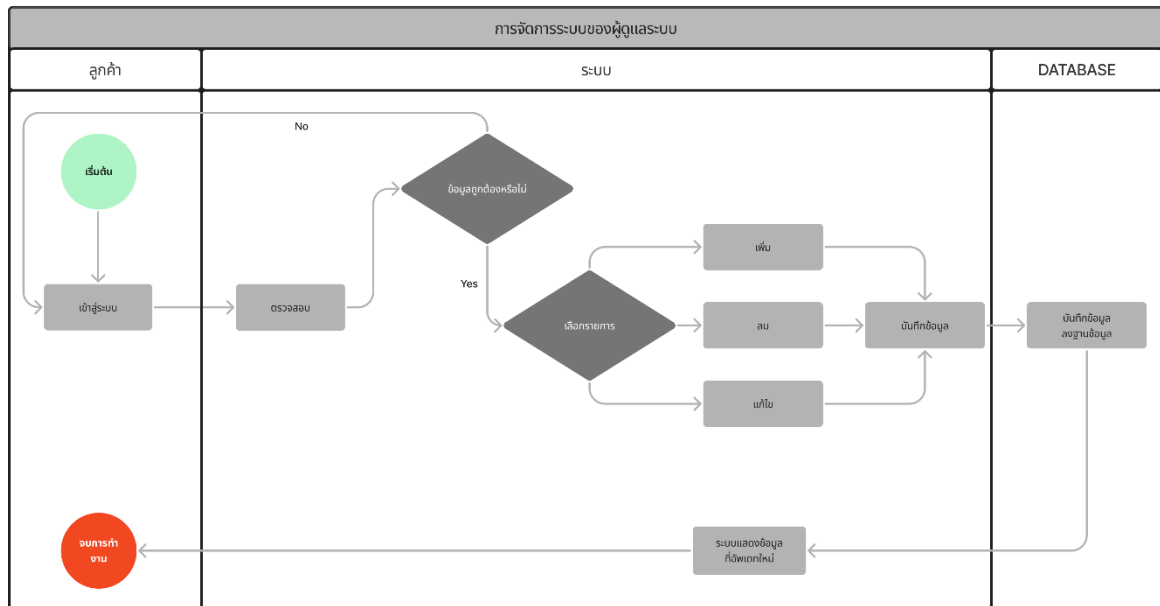 การจัดการระบบของผู้ดูแลระบบ
ลูกค้า
ระบบ
DATABASE
No
เริ่มต้น
ข้อมูลถูกต้องหรือไม่
เพิ่ม
Yes
เข้าสู่ระบบ
ตรวจสอบ
เลือกรายการ
ลบ
บันทึกข้อมูล
บันทึกข้อมูล
ลงฐานข้อมูล
แก้ไข
จบการทำ
งาน
ระบบแสดงข้อมูล
ที่อัพเดทใหม่